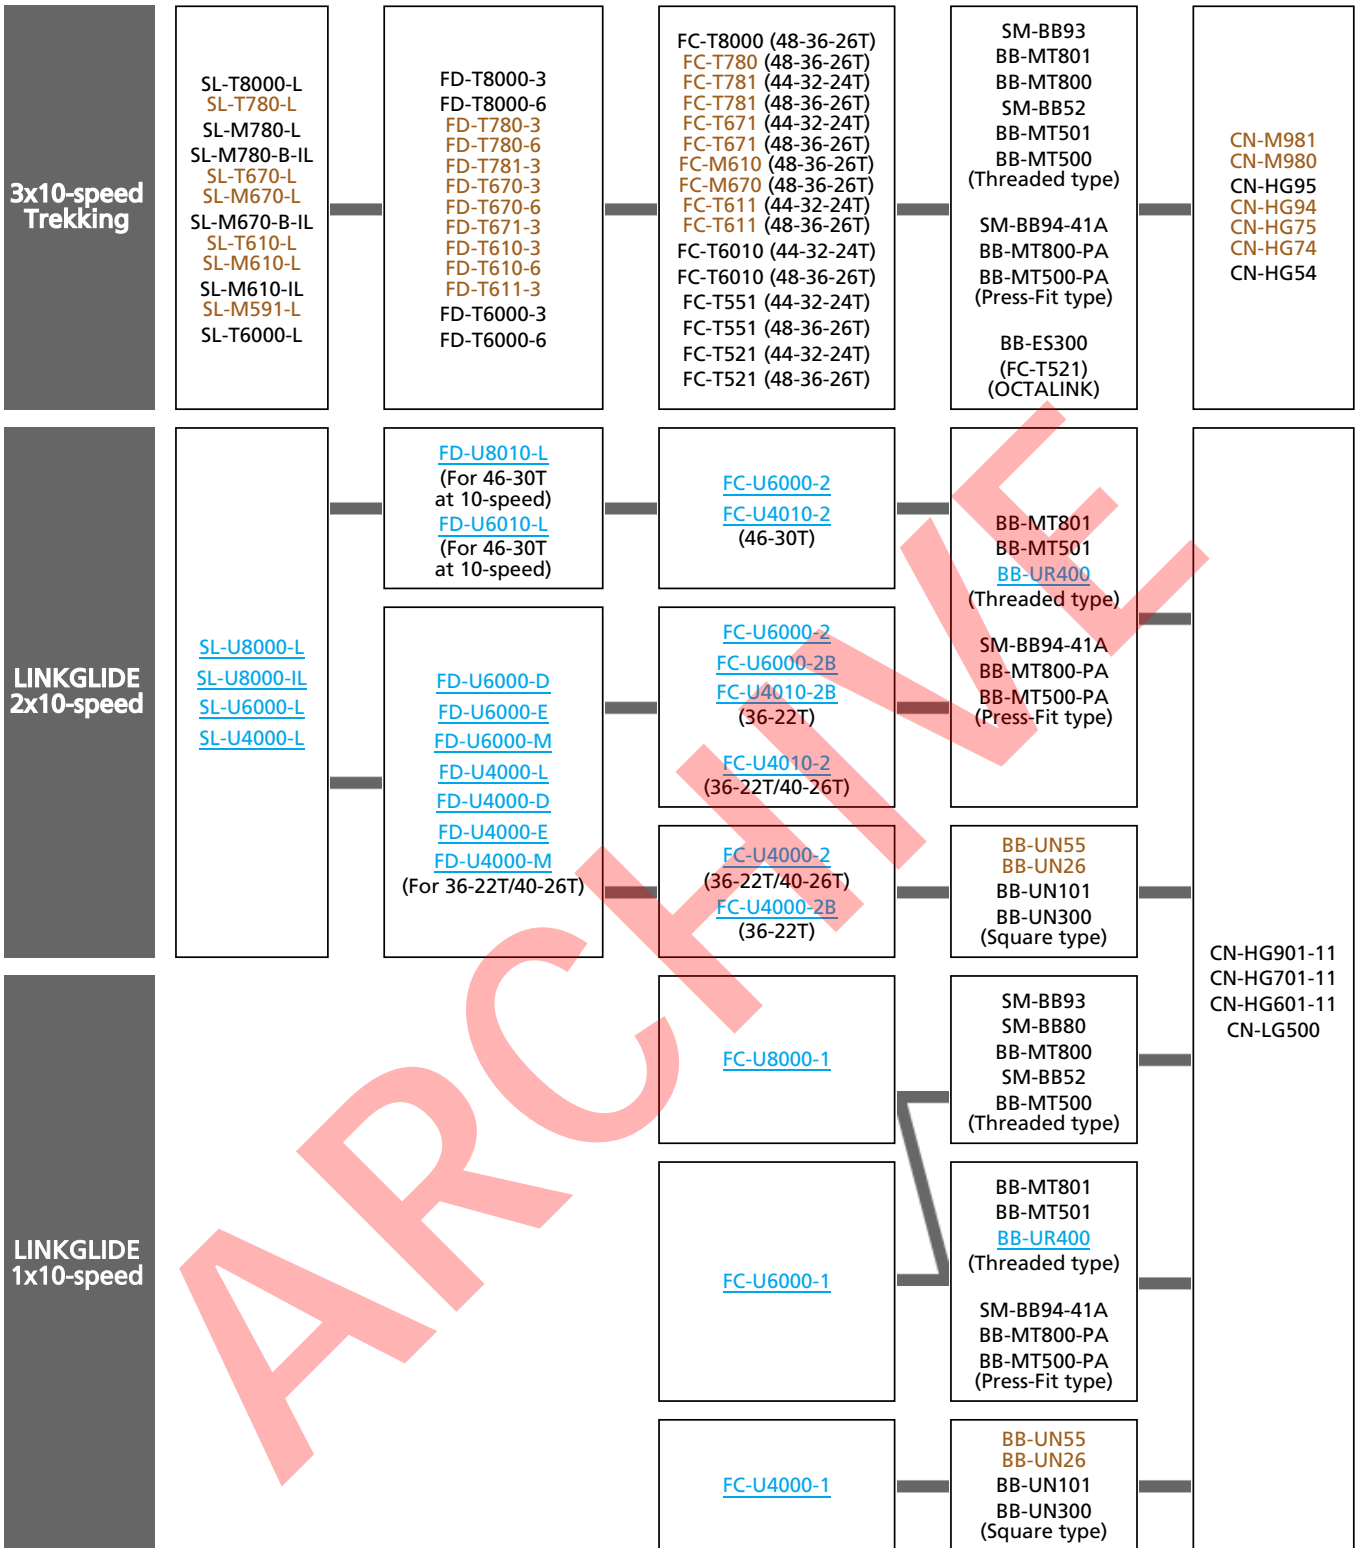 3x10-speed
Trekking
SL-T8000-L
SL-T780-L
SL-M780-L
SL-M780-B-IL
SL-T670-L
SL-M670-L
SL-M670-B-IL
SL-T610-L
SL-M610-L
SL-M610-IL
SL-M591-L
SL-T6000-L
FD-T8000-3
FD-T8000-6
FD-T780-3
FD-T780-6
FD-T781-3
FD-T670-3
FD-T670-6
FD-T671-3
FD-T610-3
FD-T610-6
FD-T611-3
FD-T6000-3
FD-T6000-6
FC-T8000 (48-36-26T)
FC-T780 (48-36-26T)
FC-T781 (44-32-24T)
FC-T781 (48-36-26T)
FC-T671 (44-32-24T)
FC-T671 (48-36-26T)
FC-M610 (48-36-26T)
FC-M670 (48-36-26T)
FC-T611 (44-32-24T)
FC-T611 (48-36-26T)
FC-T6010 (44-32-24T)
FC-T6010 (48-36-26T)
FC-T551 (44-32-24T)
FC-T551 (48-36-26T)
FC-T521 (44-32-24T)
FC-T521 (48-36-26T)
SM-BB93
BB-MT801
BB-MT800
SM-BB52
BB-MT501
BB-MT500
(Threaded type)
SM-BB94-41A
BB-MT800-PA
BB-MT500-PA
(Press-Fit type)
BB-ES300
(FC-T521)
(OCTALINK)
CN-M981
CN-M980
CN-HG95
CN-HG94
CN-HG75
CN-HG74
CN-HG54
LINKGLIDE
2x10-speed
SL-U8000-L
SL-U8000-IL
SL-U6000-L
SL-U4000-L
FD-U8010-L
(For 46-30T
at 10-speed)
FD-U6010-L
(For 46-30T
at 10-speed)
FC-U6000-2
FC-U4010-2
(46-30T)
BB-MT801
BB-MT501
BB-UR400
(Threaded type)
SM-BB94-41A
BB-MT800-PA
BB-MT500-PA
(Press-Fit type)
FD-U6000-D
FD-U6000-E
FD-U6000-M
FD-U4000-L
FD-U4000-D
FD-U4000-E
FD-U4000-M
(For 36-22T/40-26T)
FC-U6000-2
FC-U6000-2B
FC-U4010-2B
(36-22T)
FC-U4010-2
(36-22T/40-26T)
FC-U4000-2
(36-22T/40-26T)
FC-U4000-2B
(36-22T)
BB-UN55
BB-UN26
BB-UN101
BB-UN300
(Square type)
CN-HG901-11
CN-HG701-11
CN-HG601-11
CN-LG500
LINKGLIDE
1x10-speed
FC-U8000-1
SM-BB93
SM-BB80
BB-MT800
SM-BB52
BB-MT500
(Threaded type)
FC-U6000-1
BB-MT801
BB-MT501
BB-UR400
(Threaded type)
SM-BB94-41A
BB-MT800-PA
BB-MT500-PA
(Press-Fit type)
FC-U4000-1
BB-UN55
BB-UN26
BB-UN101
BB-UN300
(Square type)
ARCHIVE